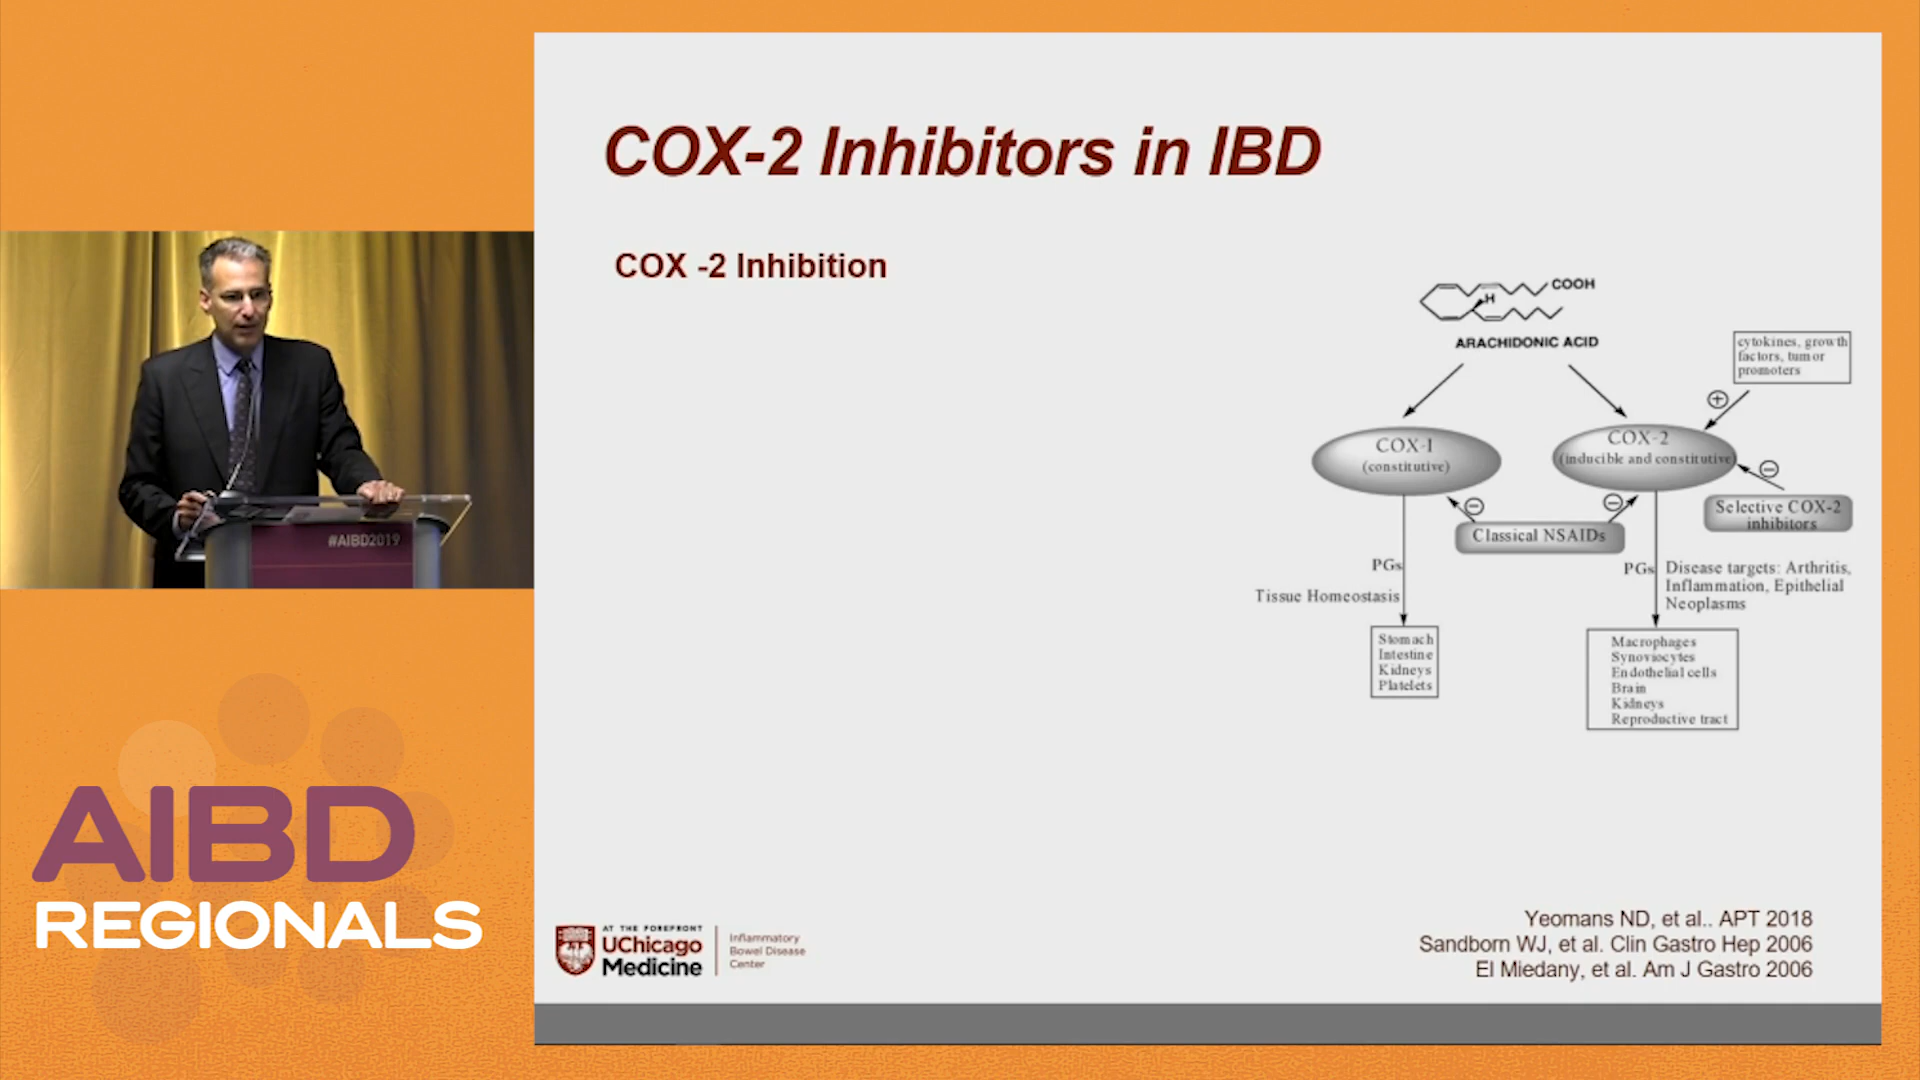 COX-2 Inhibitors in IBD
COX -2 Inhibition
COOH
H
ARACHIDONIC ACID
cytokines, growth
factors, tumor
promoters
+
COX-1
(constitutive)
COX-2
(inducible and constitutive)
−
−
−
Selective COX-2
inhibitors
Classical NSAIDs
PGs
Tissue Homeostasis
PGs
Disease targets: Arthritis,
Inflammation, Epithelial
Neoplasms
Stomach
Intestine
Kidneys
Platelets
Macrophages
Synoviocytes
Endothelial cells
Brain
Kidneys
Reproductive tract
#AIBD2019
AIBD
REGIONALS
AT THE FOREFRONT
UChicago
Medicine
Inflammatory
Bowel Disease
Center
Yeomans ND, et al.. APT 2018
Sandborn WJ, et al. Clin Gastro Hep 2006
El Miedany, et al. Am J Gastro 2006